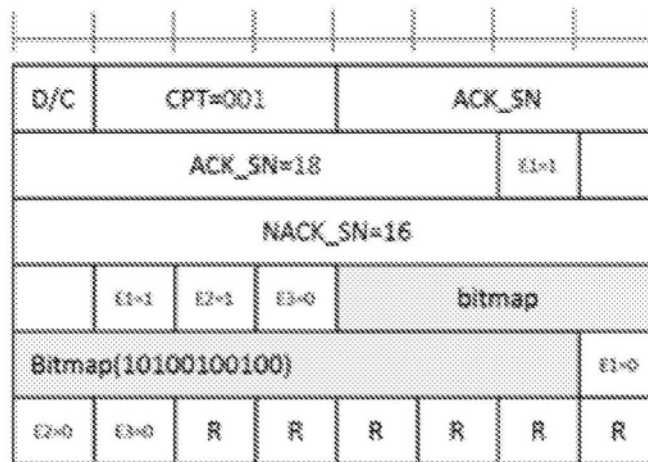 D/C CPT=001 ACK_SN
ACK_SN=18 E1=1
NACK_SN=16
E1=1 E2=1 E3=0 bitmap
Bitmap(10100100100) E1=0
E2=0 E3=0 R R R R R R